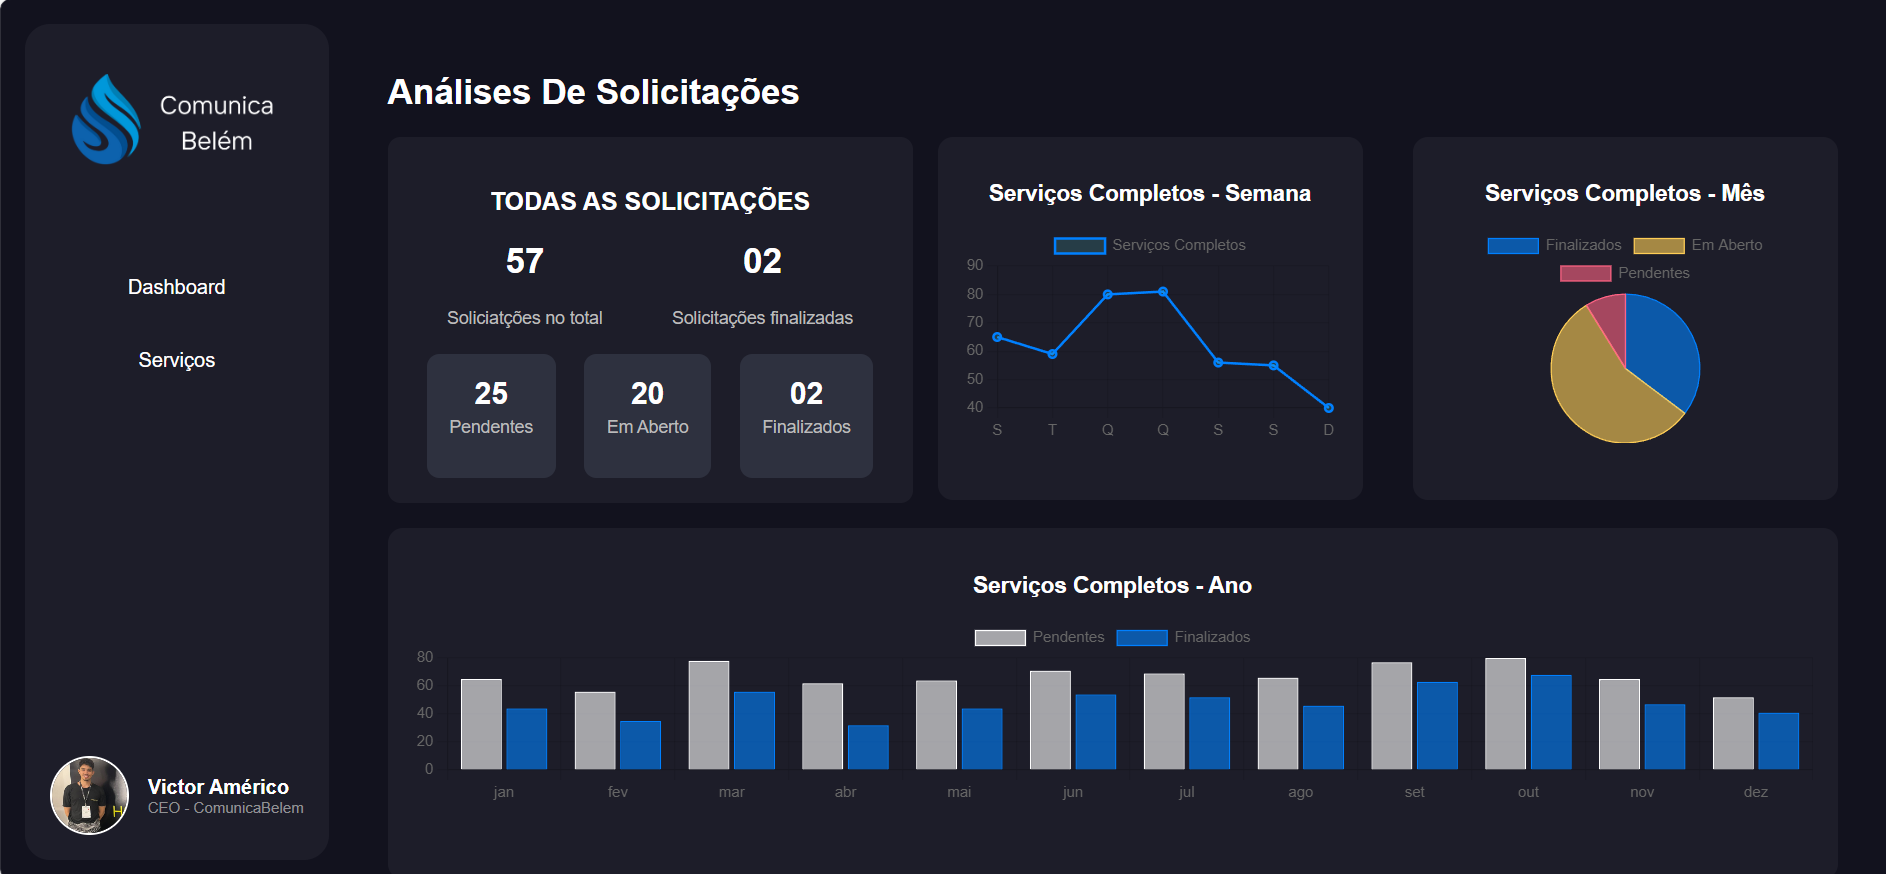 Comunica
Belém
Dashboard
Serviços
Victor Américo
CEO - ComunicaBelem
Análises De Solicitações
TODAS AS SOLICITAÇÕES
57 02
Soliciatções no total Solicitações finalizadas
25 20 02
Pendentes Em Aberto Finalizados
Serviços Completos - Semana
Serviços Completos
90
80
70
60
50
40
S T Q Q S S D
Serviços Completos - Mês
Finalizados Em Aberto
Pendentes
Serviços Completos - Ano
Pendentes Finalizados
80
60
40
20
0
jan fev mar abr mai jun jul ago set out nov dez